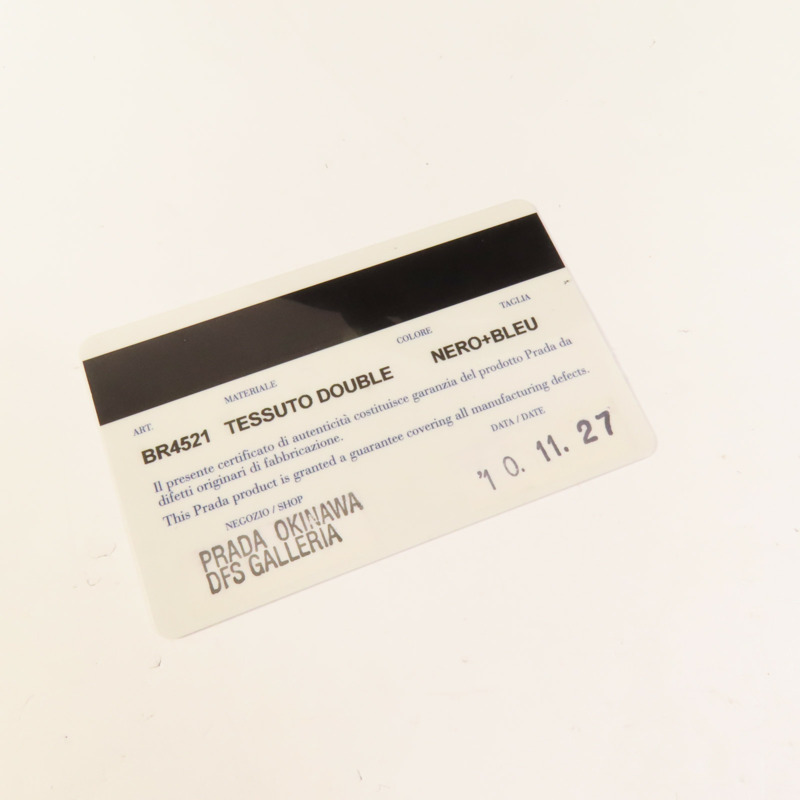 ART. MATERIALE COLORE TAGLIA
BR4521 TESSUTO DOUBLE NERO+BLEU
Il presente certificato di autenticità costituisce garanzia del prodotto Prada da
difetti originari di fabbricazione.
This Prada product is granted a guarantee covering all manufacturing defects.
NEGOZIO / SHOP DATA / DATE
PRADA OKINAWA
DFS GALLERIA
'10. 11. 27